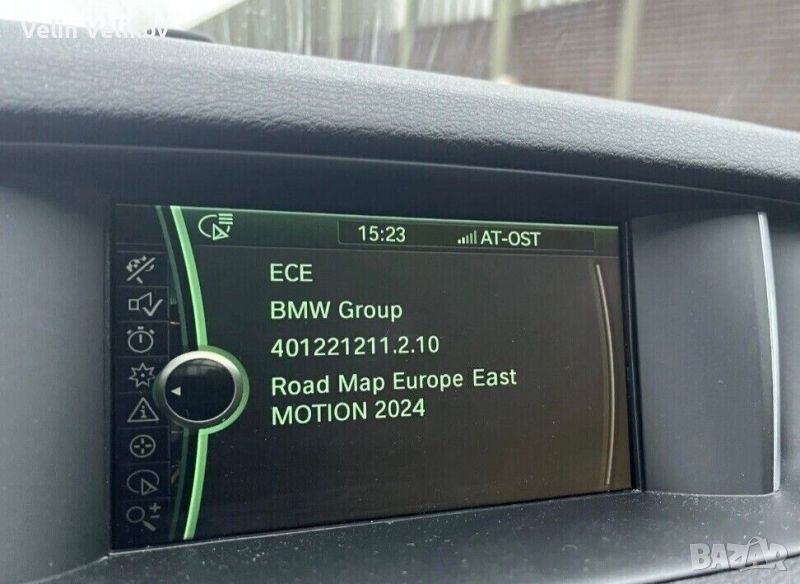 Velin Velikov
15:23 AT-OST
ECE
BMW Group
401221211.2.10
Road Map Europe East
MOTION 2024
BAZAR